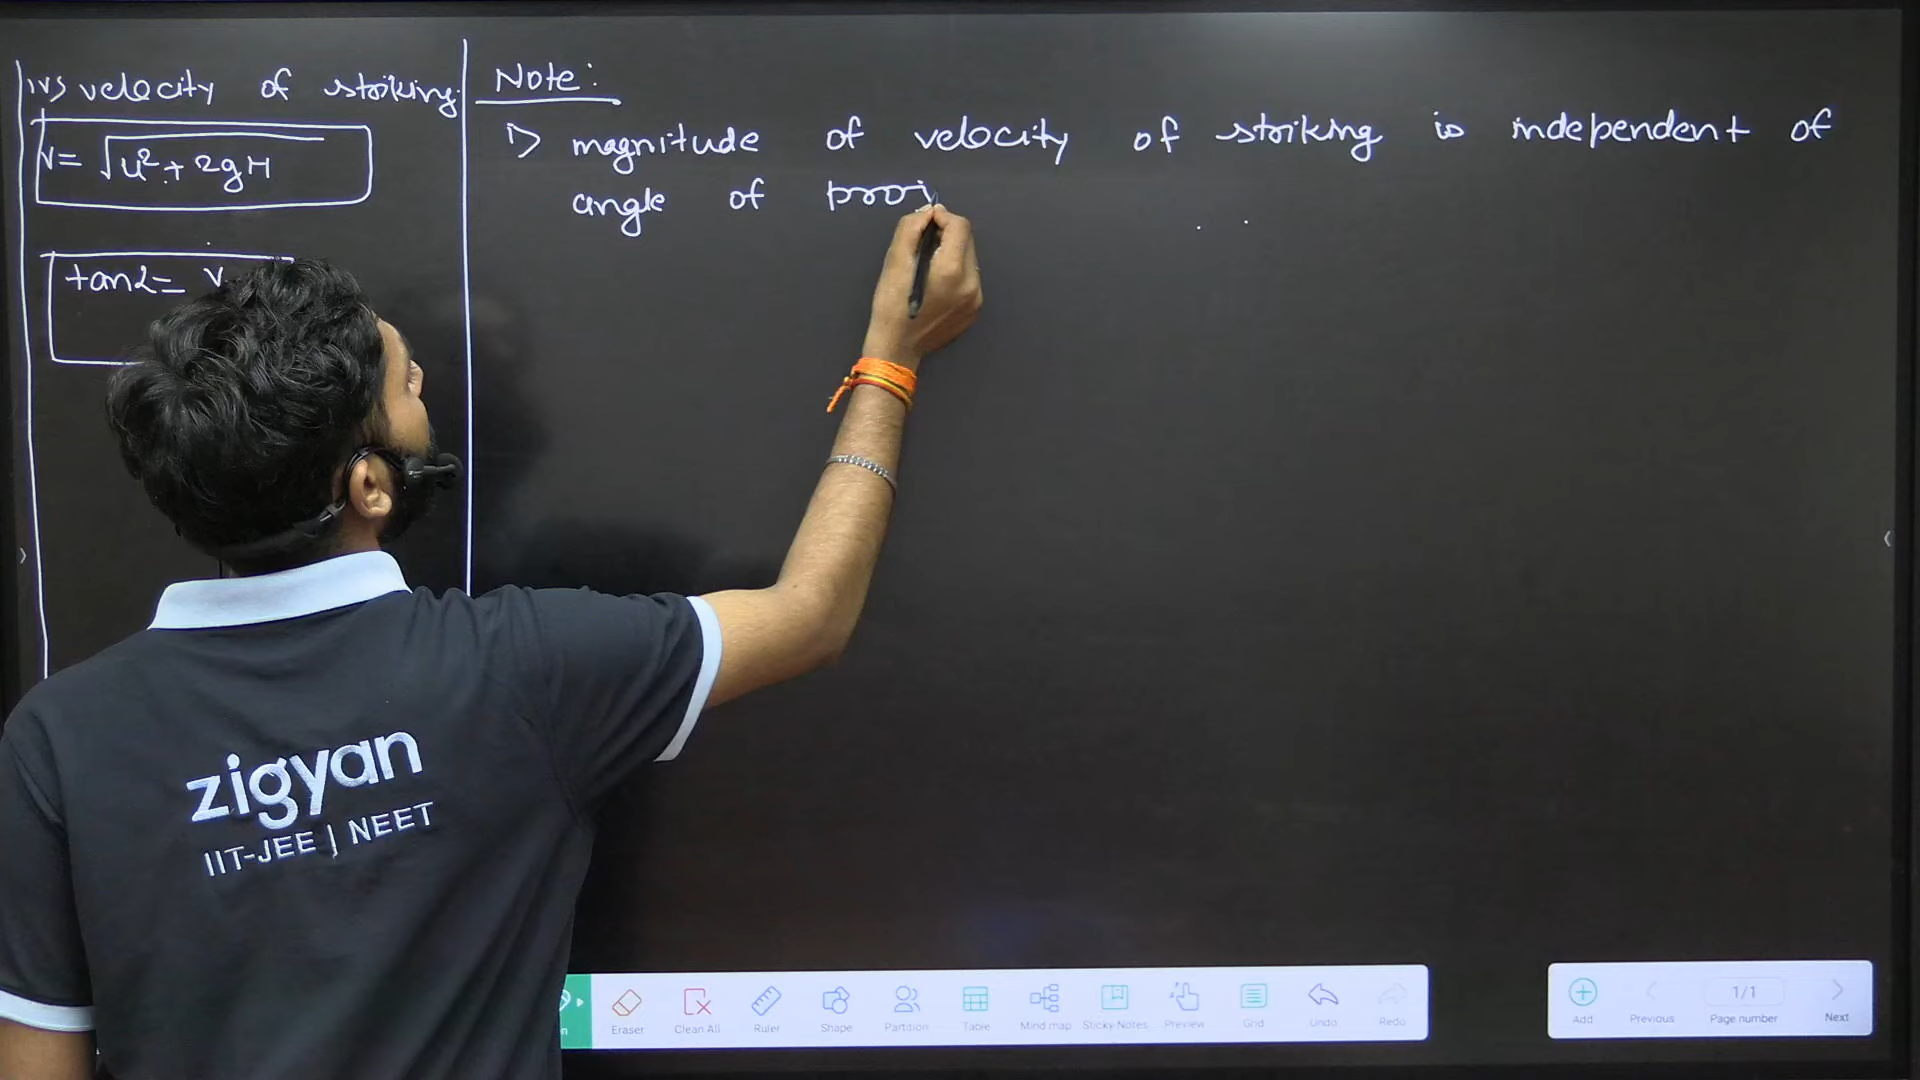 iv) velocity of striking:
v = √u² + 2gH
tanα = v
Note:
1) magnitude of velocity of striking is independent of
angle of proj
zigyan
IIT-JEE | NEET
Eraser
Clean All
Ruler
Shape
Partition
Table
Mind map
Sticky Notes
Preview
Grid
Undo
Redo
Add
Previous
1/1
Page number
Next